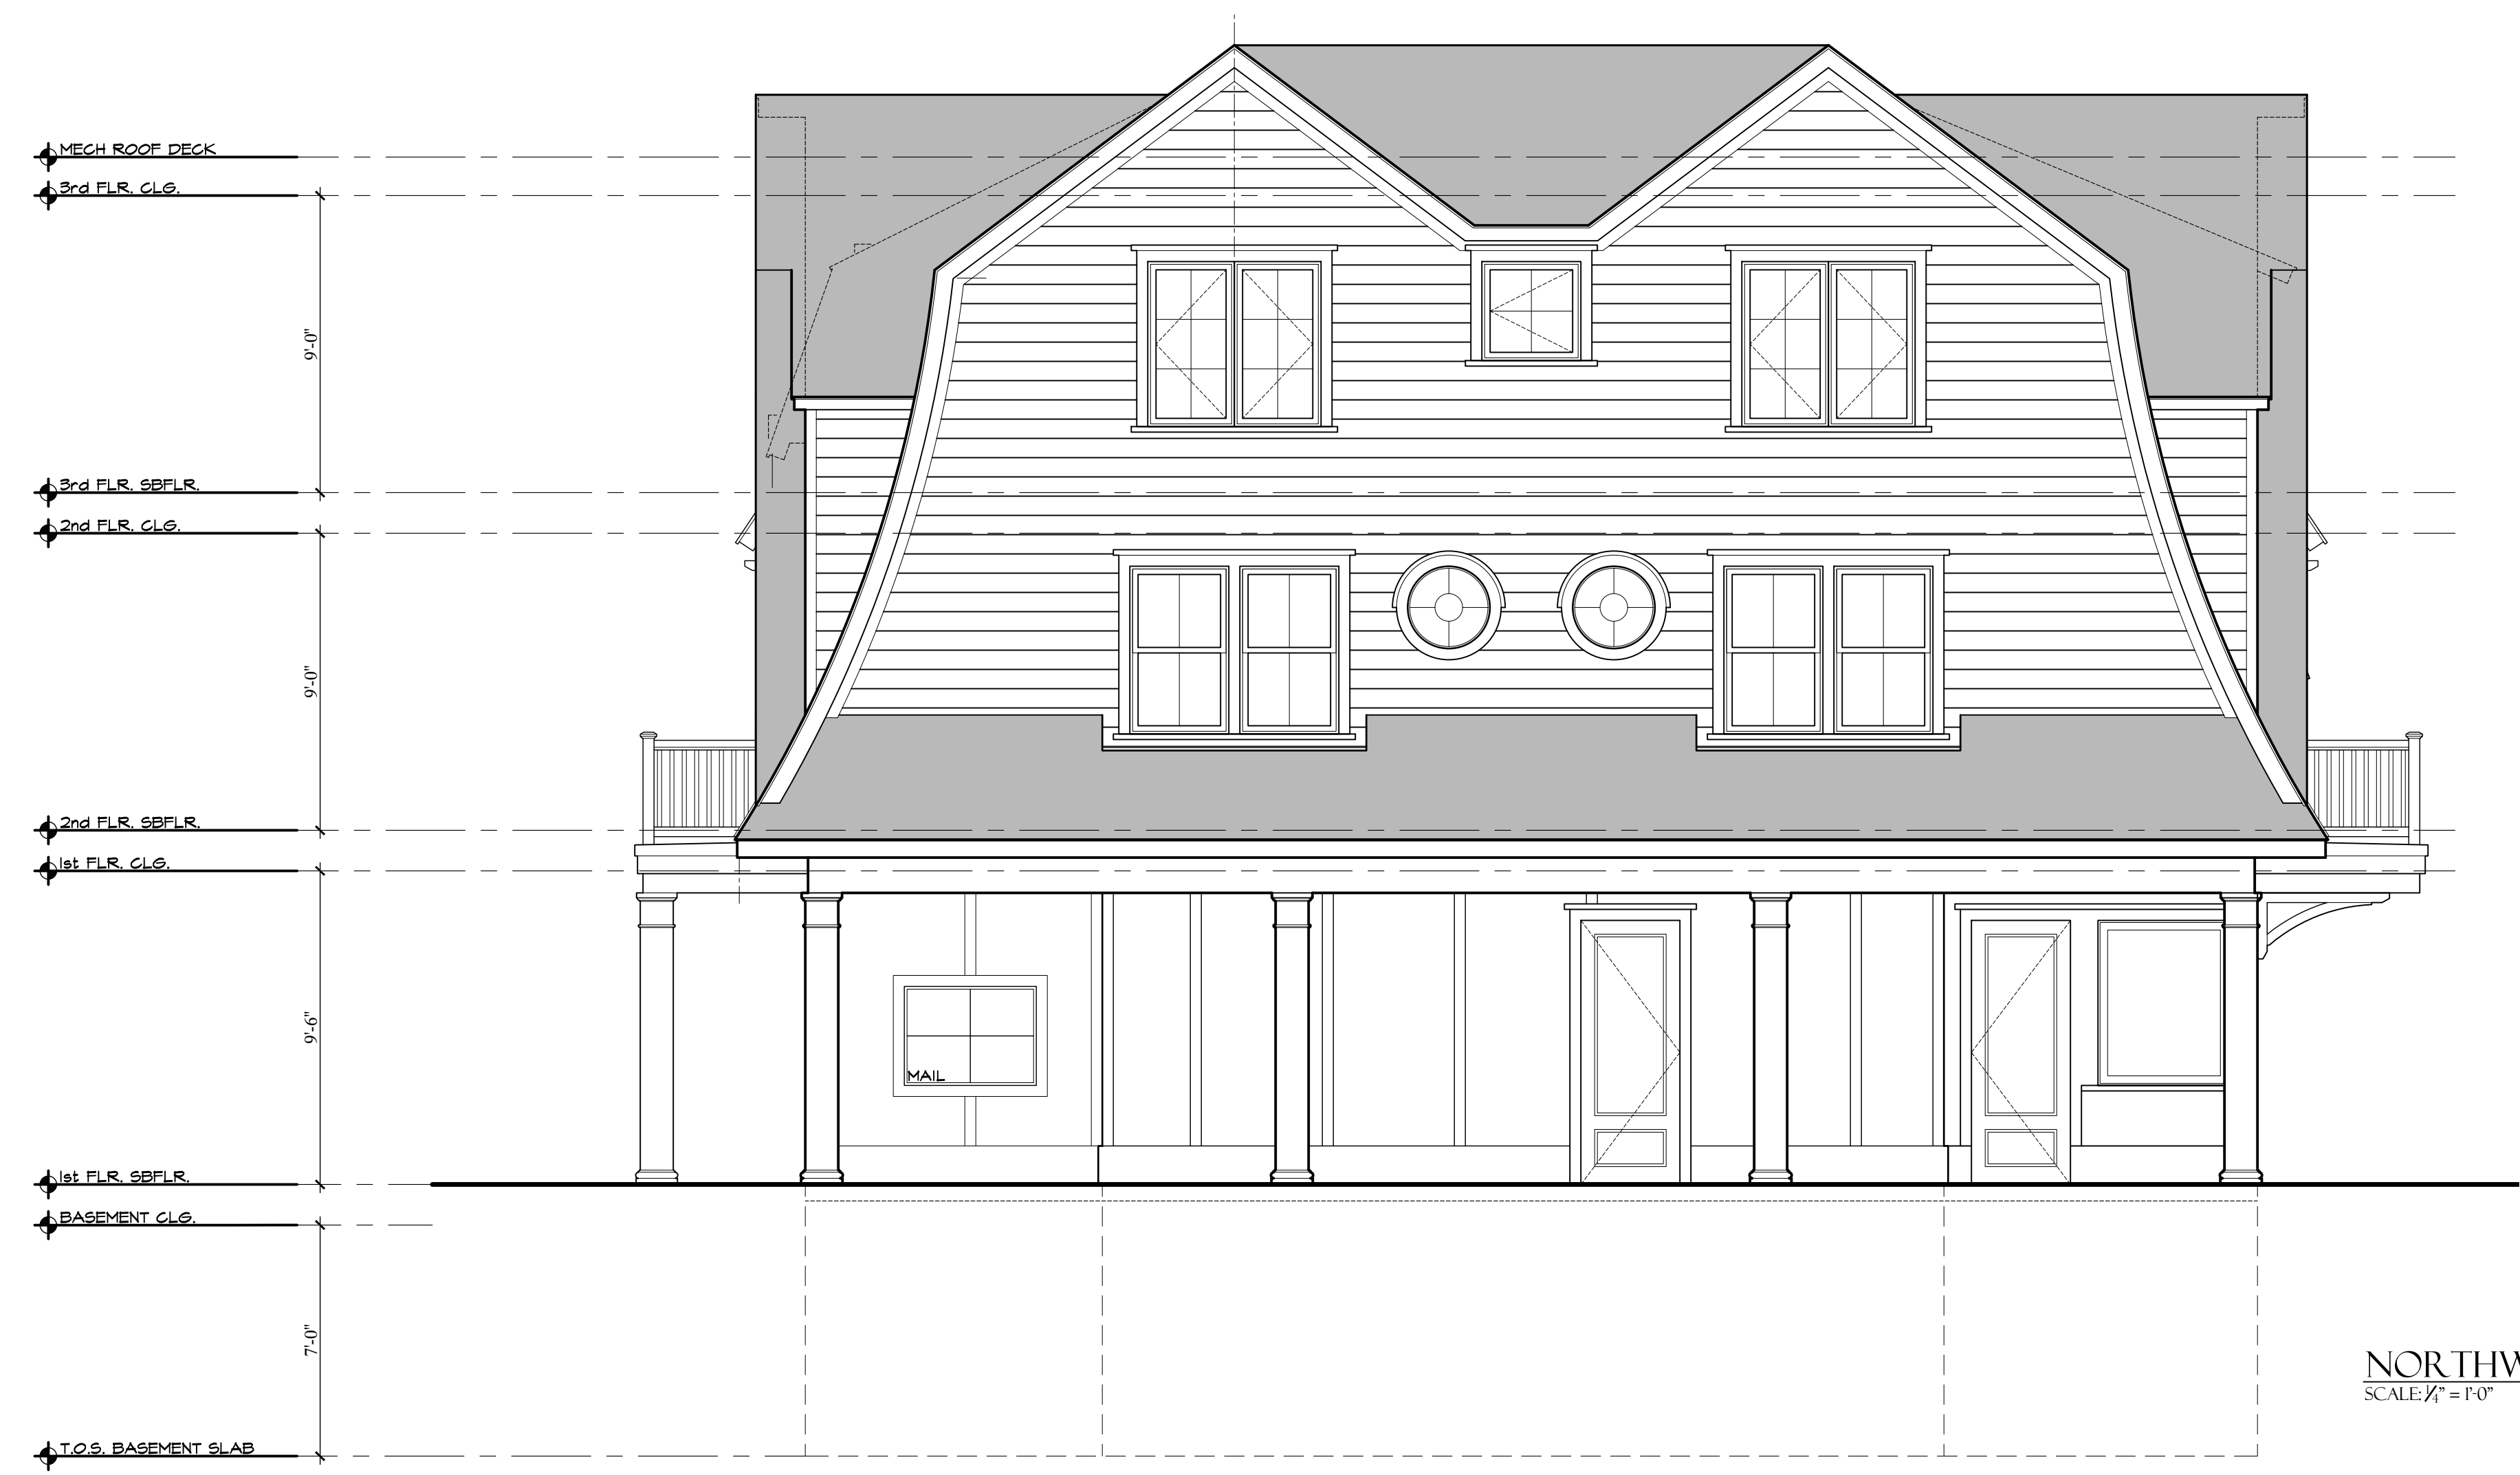 MECH ROOF DECK
3rd FLR. CLG.
9'-0"
3rd FLR. SBFLR.
2nd FLR. CLG.
9'-0"
2nd FLR. SBFLR.
1st FLR. CLG.
9'-6"
MAIL
1st FLR. SBFLR.
BASEMENT CLG.
7'-0"
NORTHW
SCALE: 1/4" = 1'-0"
T.O.S. BASEMENT SLAB